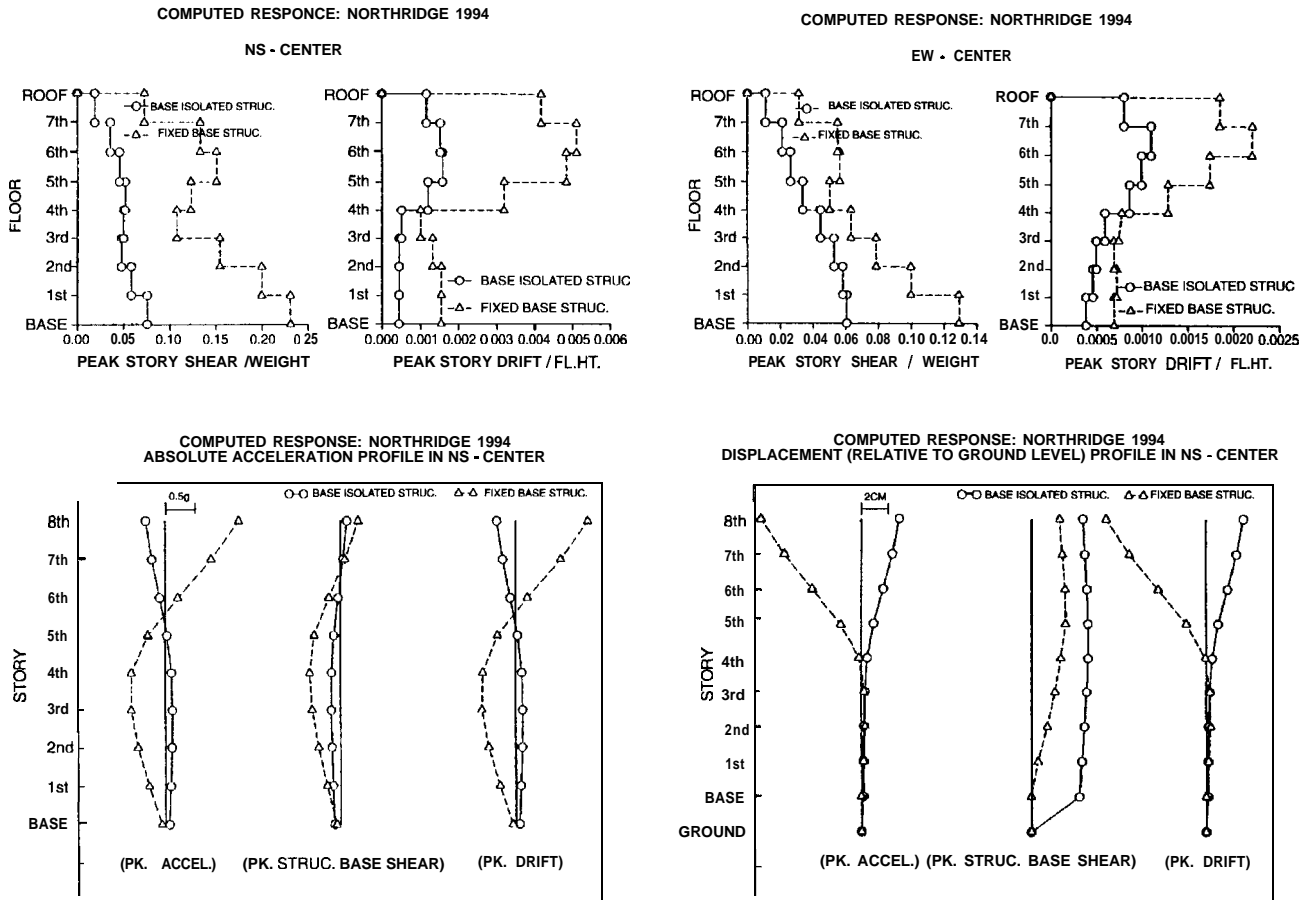 COMPUTED RESPONCE: NORTHRIDGE 1994
NS - CENTER
ROOF
7th
6th
5th
4th
3rd
2nd
1st
BASE
FLOOR
BASE ISOLATED STRUC.
FIXED BASE STRUC.
0.00 0.05 0.10 0.15 0.20 0.25
PEAK STORY SHEAR /WEIGHT
ROOF
7th
6th
5th
4th
3rd
2nd
1st
BASE
BASE ISOLATED STRUC
FIXED BASE STRUC.
0.000 0.001 0.002 0.003 0.004 0.005 0.006
PEAK STORY DRIFT / FL.HT.
COMPUTED RESPONSE: NORTHRIDGE 1994
EW - CENTER
ROOF
7th
6th
5th
4th
3rd
2nd
1st
BASE
FLOOR
BASE ISOLATED STRUC.
FIXED BASE STRUC.
0.00 0.02 0.04 0.06 0.08 0.10 0.12 0.14
PEAK STORY SHEAR / WEIGHT
ROOF
7th
6th
5th
4th
3rd
2nd
1st
BASE
BASE ISOLATED STRUC
FIXED BASE STRUC.
0.00 0.0005 0.0010 0.0015 0.0020 0.0025
PEAK STORY DRIFT / FL.HT.
COMPUTED RESPONSE: NORTHRIDGE 1994
ABSOLUTE ACCELERATION PROFILE IN NS - CENTER
0.5g
BASE ISOLATED STRUC. FIXED BASE STRUC.
8th
7th
6th
5th
4th
3rd
2nd
1st
BASE
STORY
(PK. ACCEL.) (PK. STRUC. BASE SHEAR) (PK. DRIFT)
COMPUTED RESPONSE: NORTHRIDGE 1994
DISPLACEMENT (RELATIVE TO GROUND LEVEL) PROFILE IN NS - CENTER
2CM
BASE ISOLATED STRUC. FIXED BASE STRUC.
8th
7th
6th
5th
4th
3rd
2nd
1st
BASE
GROUND
STORY
(PK. ACCEL.) (PK. STRUC. BASE SHEAR) (PK. DRIFT)